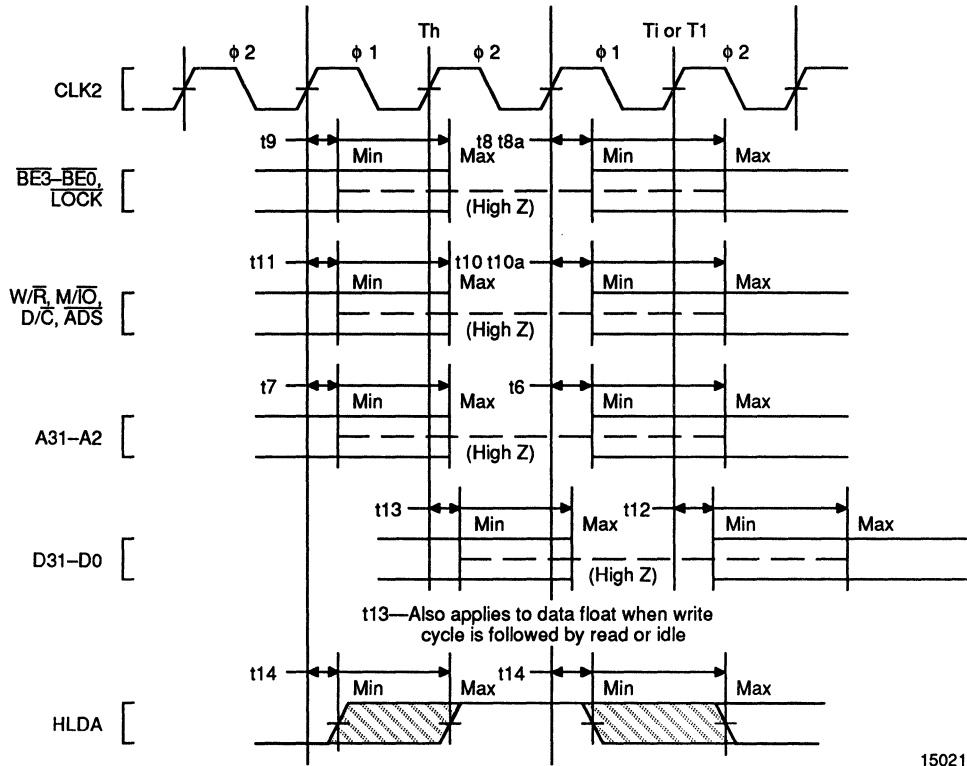 Th Ti or T1
ϕ 2 ϕ 1 ϕ 2 ϕ 1 ϕ 2
CLK2
t9 t8 t8a
Min Max Min Max
BE3–BE0,
LOCK
(High Z)
t11 t10 t10a
Min Max Min Max
W/R, M/IO,
D/C, ADS
(High Z)
t7 t6
Min Max Min Max
A31–A2
(High Z)
t13 t12
Min Max Min Max
D31–D0
(High Z)
t13—Also applies to data float when write
cycle is followed by read or idle
t14 t14
Min Max Min Max
HLDA
15021